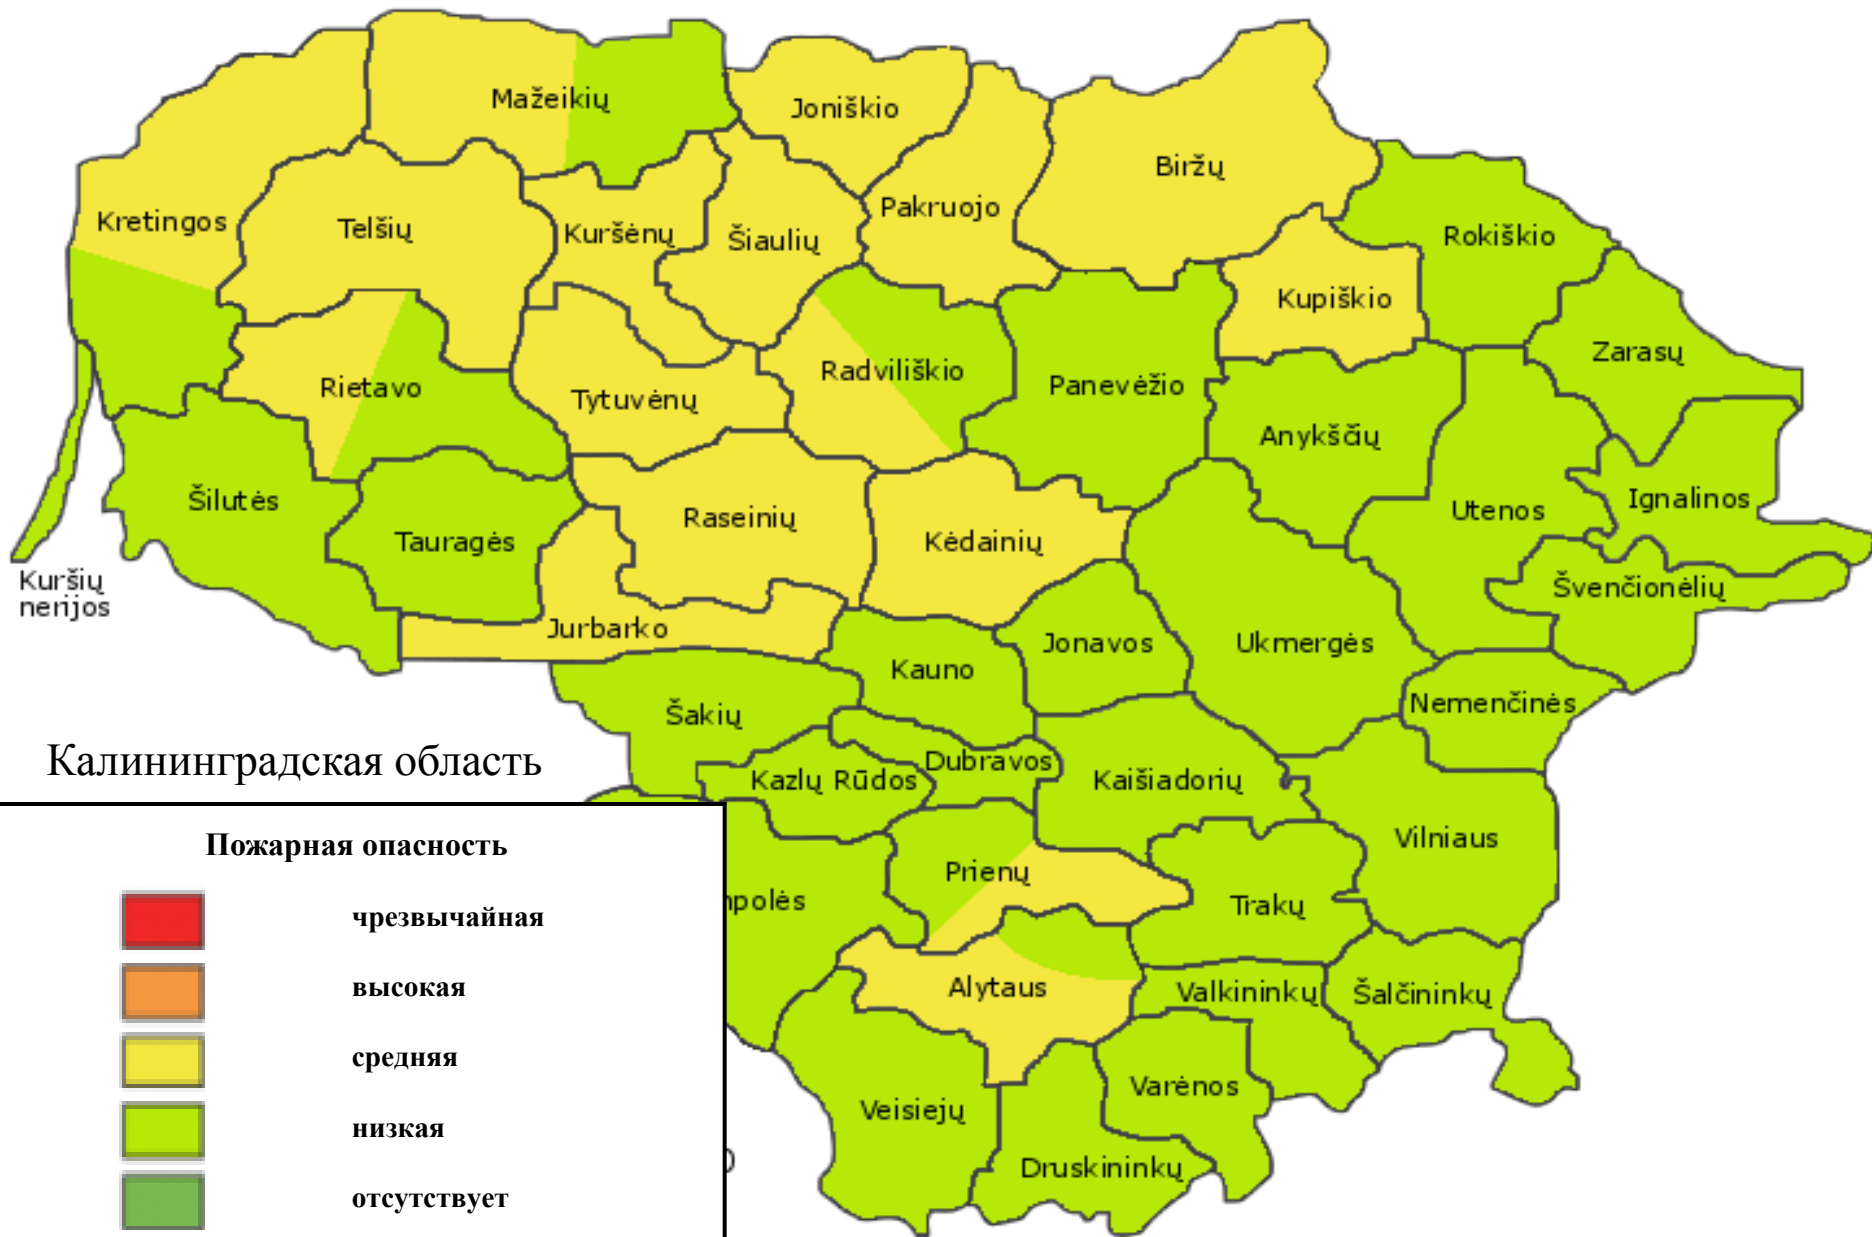 Mažeikių
Joniškio
Biržų
Kretingos
Telšių
Kuršėnų
Šiaulių
Pakruojo
Rokiškio
Kupiškio
Zarasų
Rietavo
Tytuvėnų
Radviliškio
Panevėžio
Anykščių
Šilutės
Tauragės
Raseinių
Kėdainių
Utenos
Ignalinos
Kuršių
nerijos
Švenčionėlių
Jurbarko
Kauno
Jonavos
Ukmergės
Nemenčinės
Šakių
Калининградская область
Kazlų Rūdos
Dubravos
Kaišiadorių
Vilniaus
Prienų
Trakų
polės
Alytaus
Valkininkų
Šalčininkų
Veisiejų
Varėnos
Druskininkų
Пожарная опасность
чрезвычайная
высокая
средняя
низкая
отсутствует